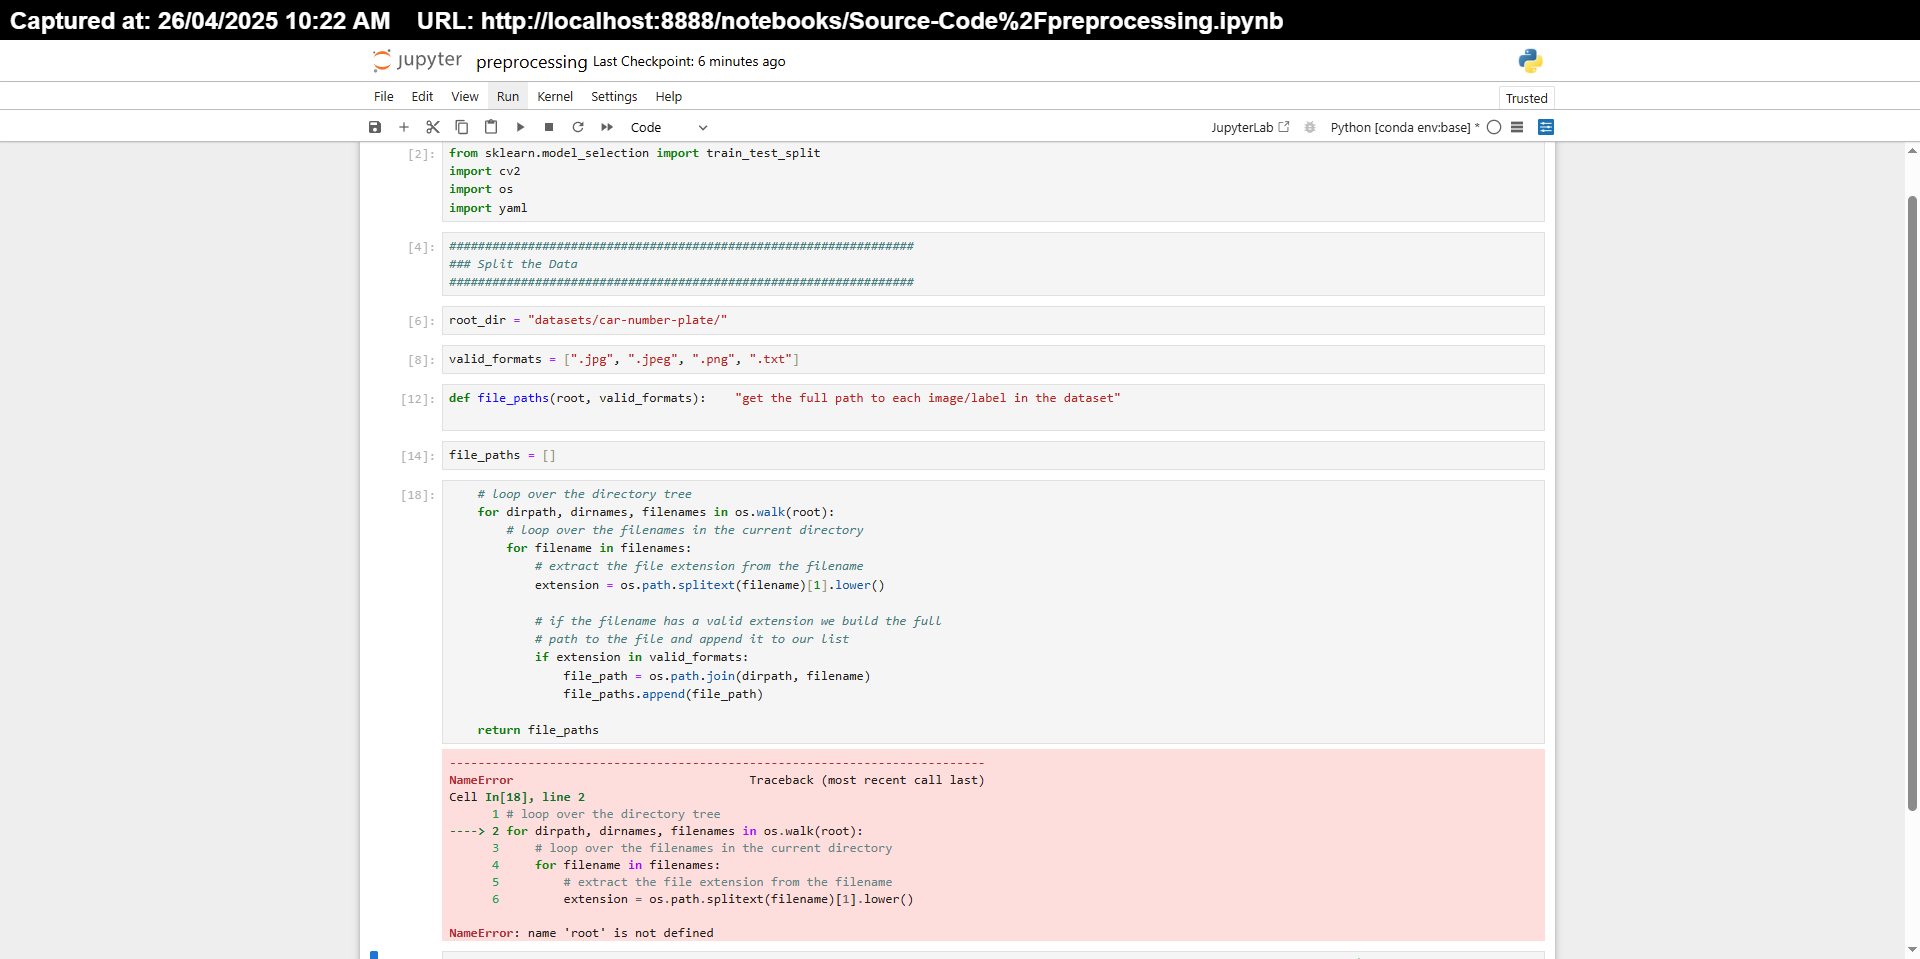 Captured at: 26/04/2025 10:22 AM    URL: http://localhost:8888/notebooks/Source-Code%2Fpreprocessing.ipynb
jupyter preprocessing Last Checkpoint: 6 minutes ago
File Edit View Run Kernel Settings Help
Trusted
Code
JupyterLab
Python [conda env:base] *
[2]: from sklearn.model_selection import train_test_split
import cv2
import os
import yaml
[4]: #################################################################
### Split the Data
#################################################################
[6]: root_dir = "datasets/car-number-plate/"
[8]: valid_formats = [".jpg", ".jpeg", ".png", ".txt"]
[12]: def file_paths(root, valid_formats):    "get the full path to each image/label in the dataset"
[14]: file_paths = []
[18]:     # loop over the directory tree
    for dirpath, dirnames, filenames in os.walk(root):
        # loop over the filenames in the current directory
        for filename in filenames:
            # extract the file extension from the filename
            extension = os.path.splitext(filename)[1].lower()
            # if the filename has a valid extension we build the full
            # path to the file and append it to our list
            if extension in valid_formats:
                file_path = os.path.join(dirpath, filename)
                file_paths.append(file_path)
    return file_paths
---------------------------------------------------------------------------
NameError                                 Traceback (most recent call last)
Cell In[18], line 2
      1 # loop over the directory tree
----> 2 for dirpath, dirnames, filenames in os.walk(root):
      3     # loop over the filenames in the current directory
      4     for filename in filenames:
      5         # extract the file extension from the filename
      6         extension = os.path.splitext(filename)[1].lower()
NameError: name 'root' is not defined